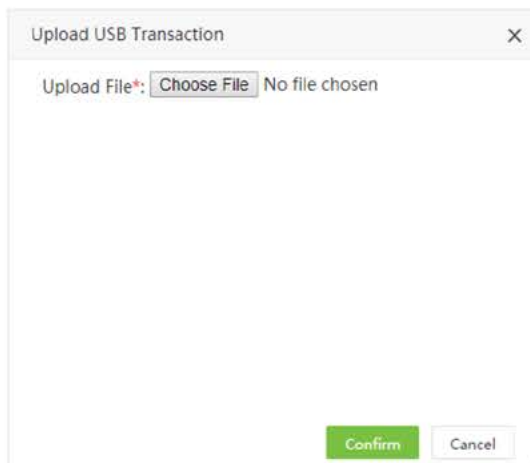 Upload USB Transaction
Upload File*: Choose File No file chosen
Confirm Cancel